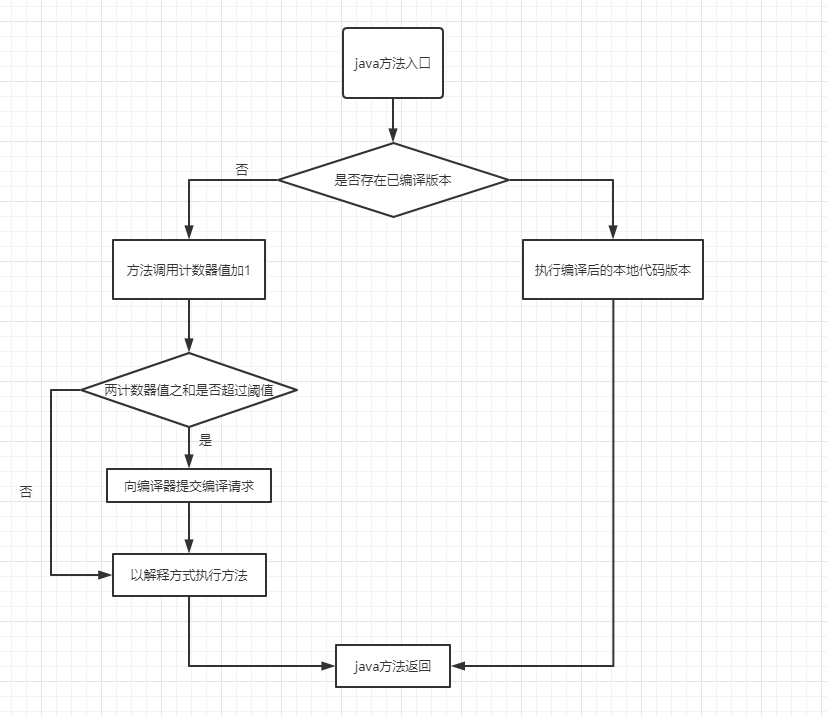 java方法入口
是否存在已编译版本
否
方法调用计数器值加1
执行编译后的本地代码版本
两计数器值之和是否超过阈值
是
向编译器提交编译请求
否
以解释方式执行方法
java方法返回